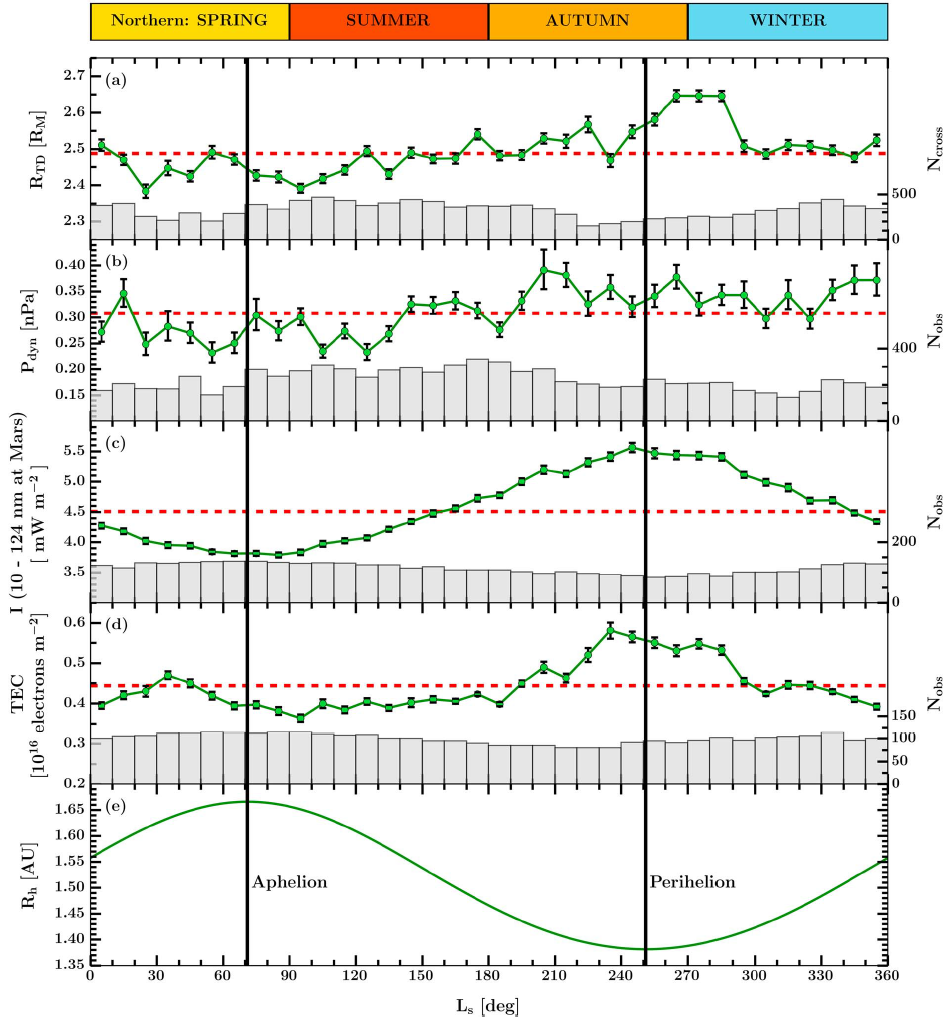 Northern: SPRING SUMMER AUTUMN WINTER
(a)
R_TD [R_M]
2.7
2.6
2.5
2.4
2.3
N_cross
500
0
(b)
P_dyn [nPa]
0.40
0.35
0.30
0.25
0.20
0.15
N_obs
400
0
(c)
I (10 - 124 nm at Mars)
[ mW m⁻²]
5.5
5.0
4.5
4.0
3.5
N_obs
200
0
(d)
TEC
[10¹⁶ electrons m⁻²]
0.6
0.5
0.4
0.3
0.2
N_obs
150
100
50
0
(e)
R_h [AU]
1.65
1.60
1.55
1.50
1.45
1.40
1.35
Aphelion Perihelion
0 30 60 90 120 150 180 210 240 270 300 330 360
L_s [deg]